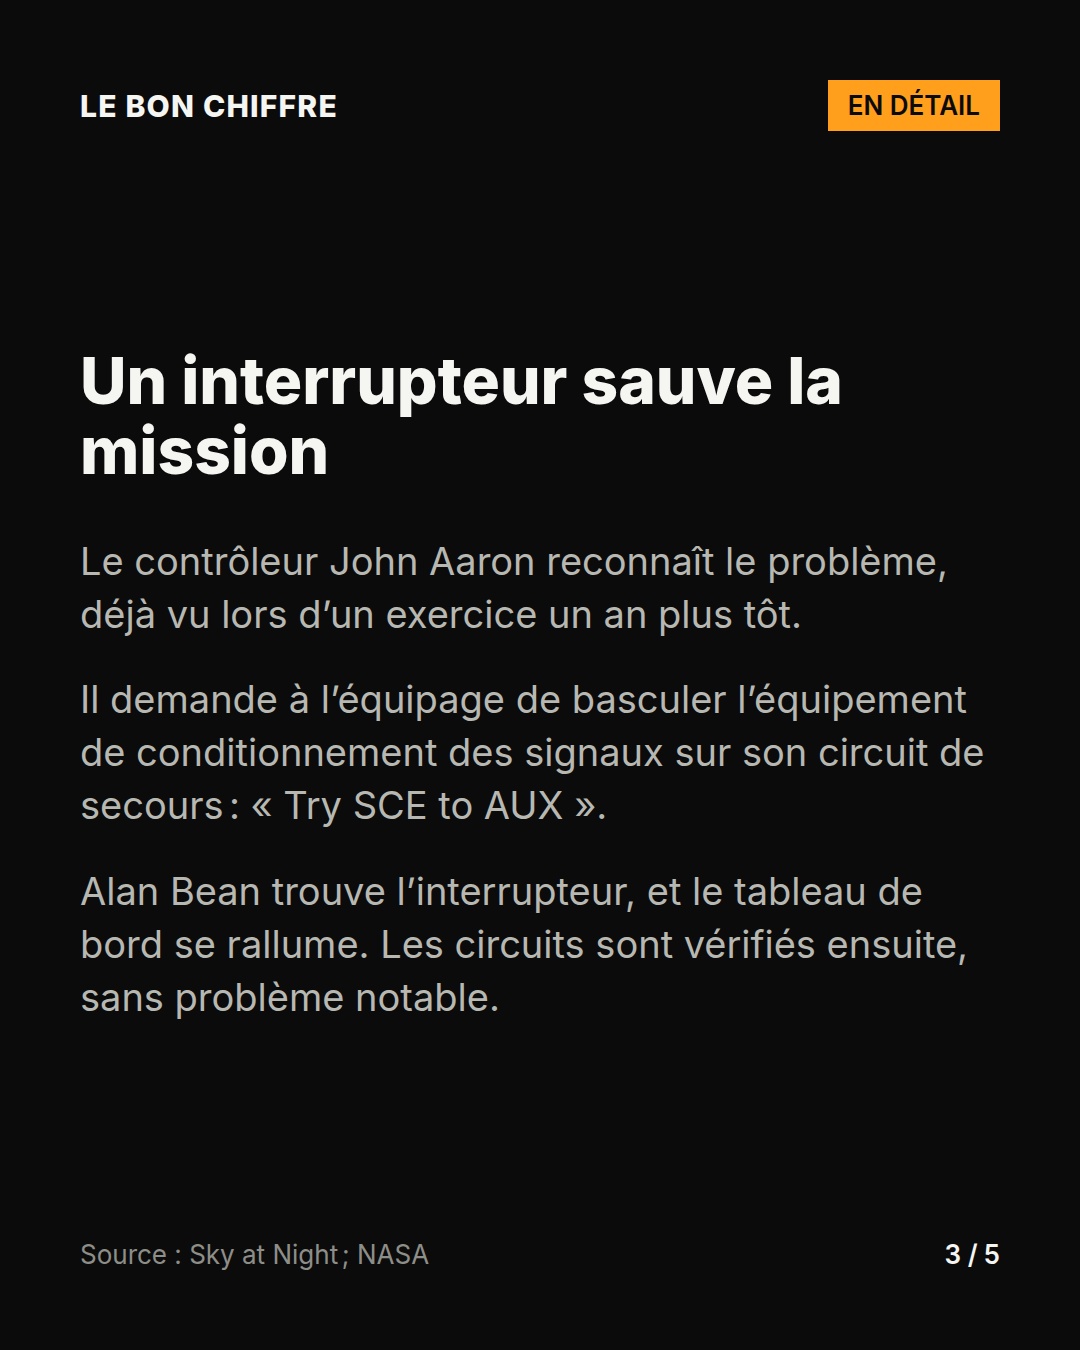 LE BON CHIFFRE
EN DÉTAIL
Un interrupteur sauve la
mission
Le contrôleur John Aaron reconnaît le problème,
déjà vu lors d’un exercice un an plus tôt.
Il demande à l’équipage de basculer l’équipement
de conditionnement des signaux sur son circuit de
secours : « Try SCE to AUX ».
Alan Bean trouve l’interrupteur, et le tableau de
bord se rallume. Les circuits sont vérifiés ensuite,
sans problème notable.
Source : Sky at Night ; NASA
3 / 5